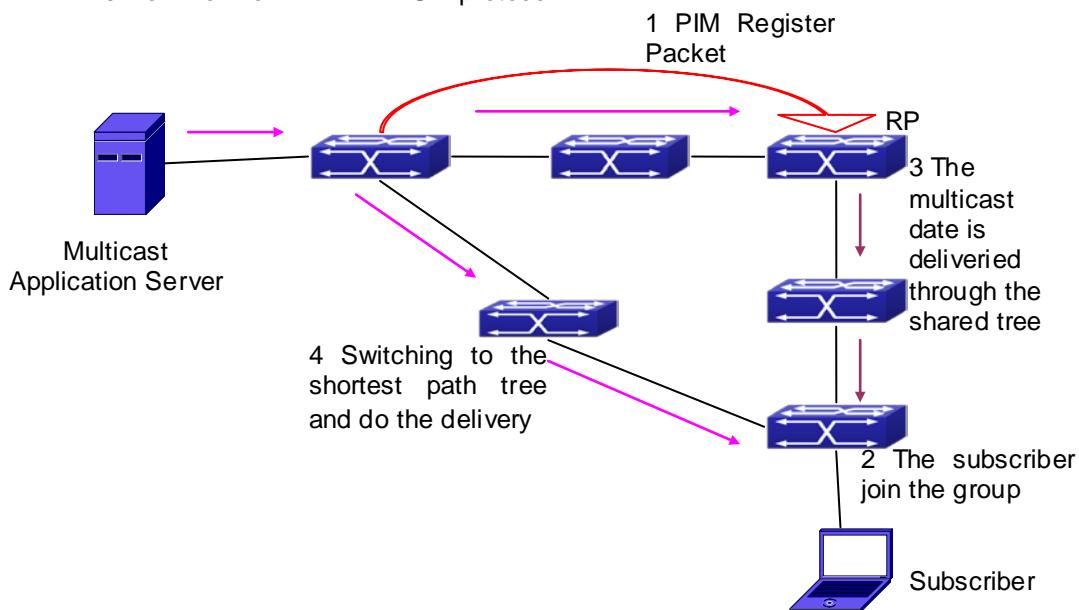 1 PIM Register
Packet
RP
3 The
multicast
date is
deliveried
through the
shared tree
Multicast
Application Server
4 Switching to the
shortest path tree
and do the delivery
2 The subscriber
join the group
Subscriber